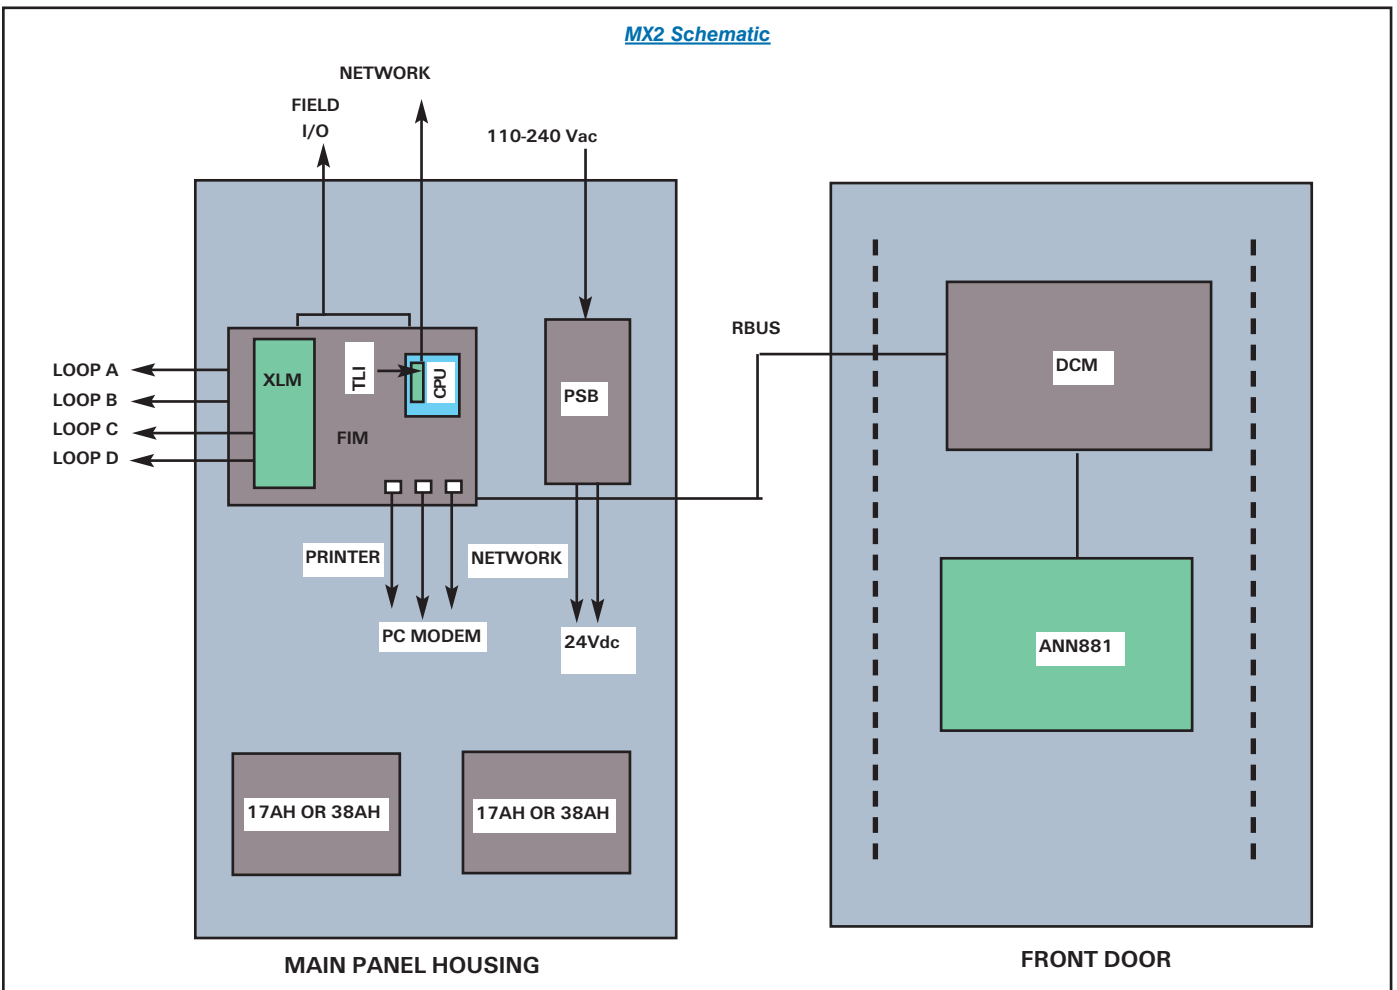 MX2 Schematic
NETWORK
FIELD
I/O
110-240 Vac
LOOP A
LOOP B
LOOP C
LOOP D
XLM
TLI
CPU
FIM
PSB
RBUS
DCM
PRINTER
NETWORK
PC MODEM
24Vdc
ANN881
17AH OR 38AH
17AH OR 38AH
MAIN PANEL HOUSING
FRONT DOOR